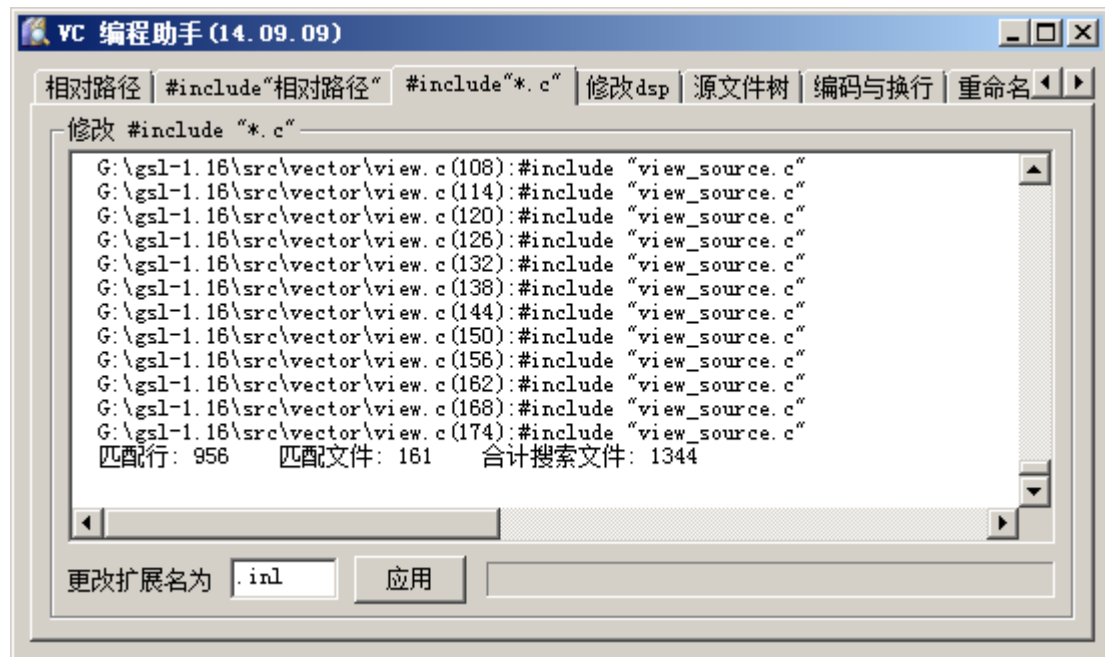 VC 编程助手(14.09.09)
相对路径 #include"相对路径" #include"*.c" 修改dsp 源文件树 编码与换行 重命名
修改 #include "*.c"
G:\gsl-1.16\src\vector\view.c(108):#include "view_source.c"
G:\gsl-1.16\src\vector\view.c(114):#include "view_source.c"
G:\gsl-1.16\src\vector\view.c(120):#include "view_source.c"
G:\gsl-1.16\src\vector\view.c(126):#include "view_source.c"
G:\gsl-1.16\src\vector\view.c(132):#include "view_source.c"
G:\gsl-1.16\src\vector\view.c(138):#include "view_source.c"
G:\gsl-1.16\src\vector\view.c(144):#include "view_source.c"
G:\gsl-1.16\src\vector\view.c(150):#include "view_source.c"
G:\gsl-1.16\src\vector\view.c(156):#include "view_source.c"
G:\gsl-1.16\src\vector\view.c(162):#include "view_source.c"
G:\gsl-1.16\src\vector\view.c(168):#include "view_source.c"
G:\gsl-1.16\src\vector\view.c(174):#include "view_source.c"
匹配行: 956 匹配文件: 161 合计搜索文件: 1344
更改扩展名为 .inl 应用